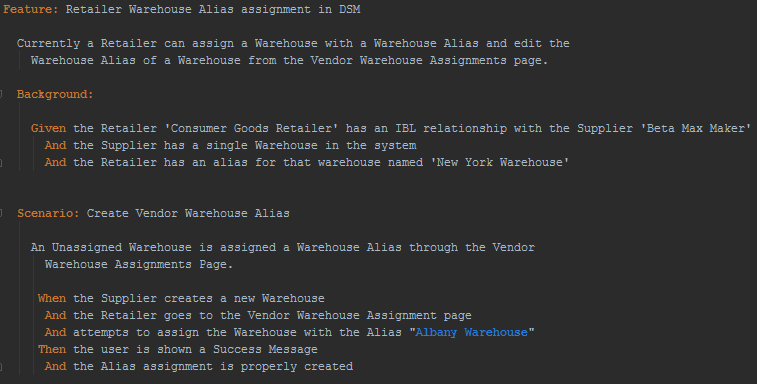 Feature: Retailer Warehouse Alias assignment in DSM
Currently a Retailer can assign a Warehouse with a Warehouse Alias and edit the
Warehouse Alias of a Warehouse from the Vendor Warehouse Assignments page.
Background:
Given the Retailer 'Consumer Goods Retailer' has an IBL relationship with the Supplier 'Beta Max Maker'
And the Supplier has a single Warehouse in the system
And the Retailer has an alias for that warehouse named 'New York Warehouse'
Scenario: Create Vendor Warehouse Alias
An Unassigned Warehouse is assigned a Warehouse Alias through the Vendor
Warehouse Assignments Page.
When the Supplier creates a new Warehouse
And the Retailer goes to the Vendor Warehouse Assignment page
And attempts to assign the Warehouse with the Alias "Albany Warehouse"
Then the user is shown a Success Message
And the Alias assignment is properly created